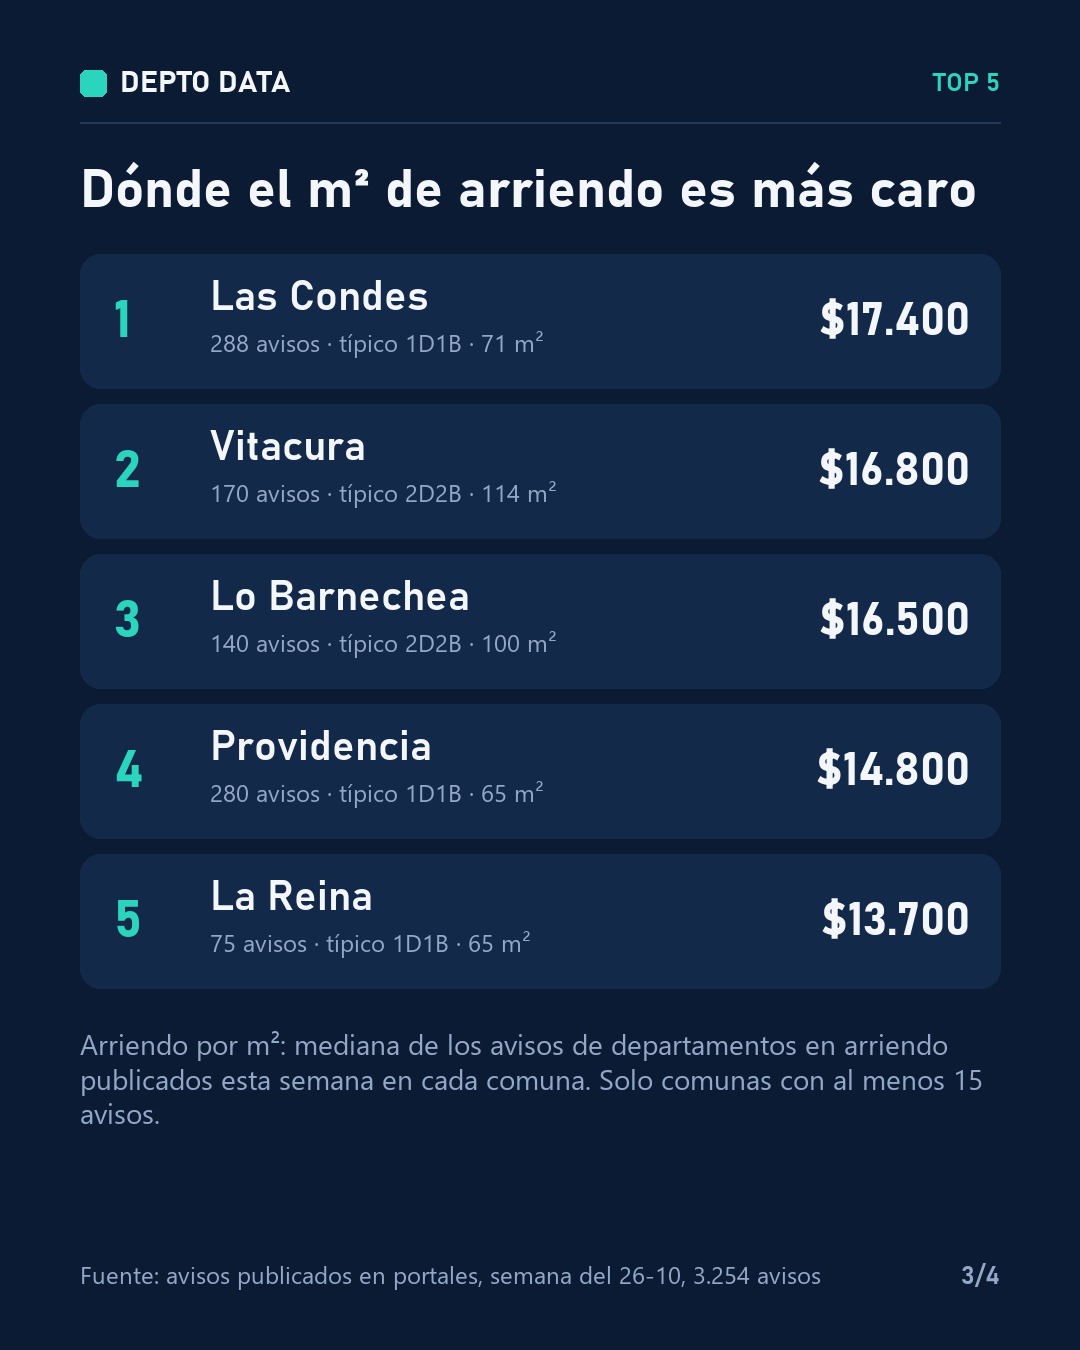 DEPTO DATA
TOP 5
Dónde el m² de arriendo es más caro
1
Las Condes
288 avisos · típico 1D1B · 71 m²
$17.400
2
Vitacura
170 avisos · típico 2D2B · 114 m²
$16.800
3
Lo Barnechea
140 avisos · típico 2D2B · 100 m²
$16.500
4
Providencia
280 avisos · típico 1D1B · 65 m²
$14.800
5
La Reina
75 avisos · típico 1D1B · 65 m²
$13.700
Arriendo por m²: mediana de los avisos de departamentos en arriendo
publicados esta semana en cada comuna. Solo comunas con al menos 15
avisos.
Fuente: avisos publicados en portales, semana del 26-10, 3.254 avisos
3/4